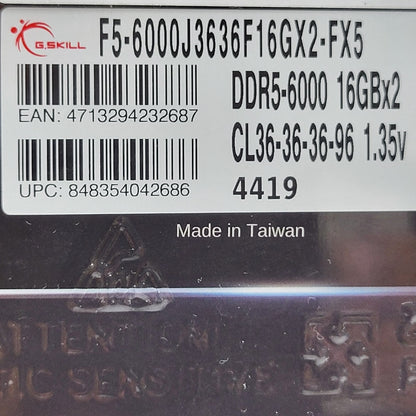 G.SKILL
F5-6000J3636F16GX2-FX5
DDR5-6000 16GBx2
EAN: 4713294232687
CL36-36-36-96 1.35v
UPC: 848354042686
4419
Made in Taiwan